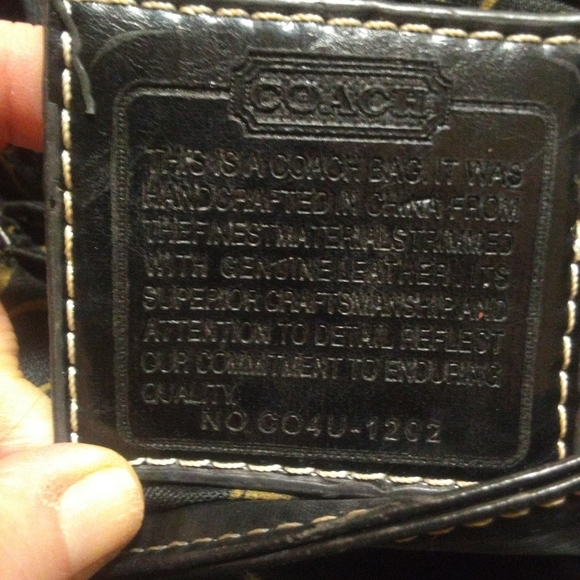 COACH
THIS IS A COACH BAG. IT WAS
HANDCRAFTED IN CHINA FROM
THE FINEST MATERIALS TRIMMED
WITH GENUINE LEATHER. ITS
SUPERIOR CRAFTSMANSHIP AND
ATTENTION TO DETAIL REFLECT
OUR COMMITMENT TO ENDURING
QUALITY.
NO CO4U-1202